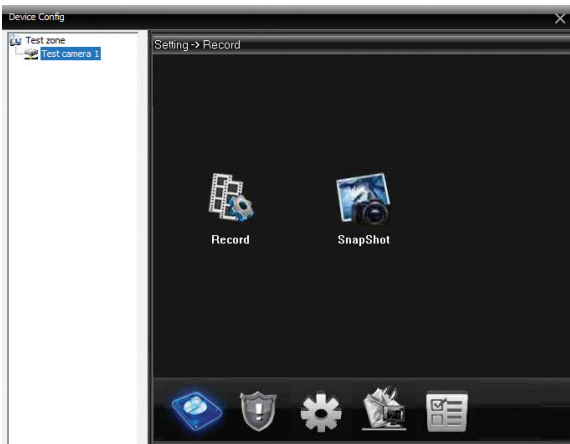 Device Config
Test zone
Test camera 1
Setting -> Record
Record
SnapShot